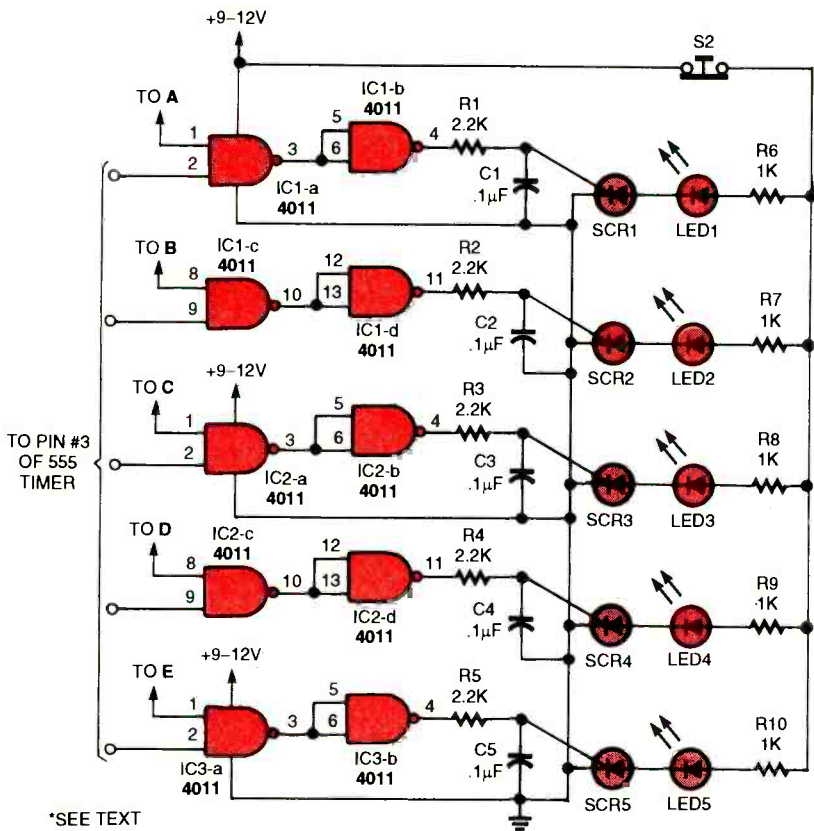 +9–12V
S2
TO A
1
2
IC1-a
4011
3
IC1-b
4011
5
6
4
R1
2.2K
C1
.1µF
SCR1
LED1
R6
1K
TO B
8
9
IC1-c
4011
10
12
13
IC1-d
4011
11
R2
2.2K
C2
.1µF
SCR2
LED2
R7
1K
+9–12V
TO C
1
2
IC2-a
4011
3
5
6
IC2-b
4011
4
R3
2.2K
C3
.1µF
SCR3
LED3
R8
1K
TO PIN #3
OF 555
TIMER
TO D
8
9
IC2-c
4011
10
12
13
IC2-d
4011
11
R4
2.2K
C4
.1µF
SCR4
LED4
R9
1K
+9–12V
TO E
1
2
IC3-a
4011
3
5
6
IC3-b
4011
4
R5
2.2K
C5
.1µF
SCR5
LED5
R10
1K
*SEE TEXT